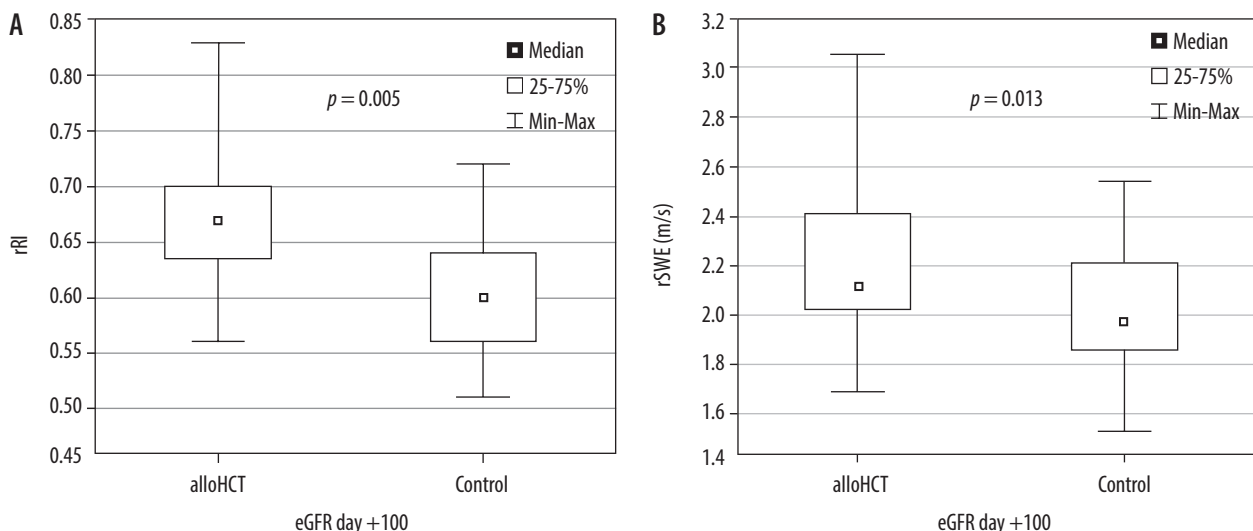 A
0.85
0.80
0.75
0.70
0.65
0.60
0.55
0.50
0.45
rRI
Median
25-75%
Min-Max
p = 0.005
alloHCT Control
eGFR day +100
B
3.2
3.0
2.8
2.6
2.4
2.2
2.0
1.8
1.6
1.4
rSWE (m/s)
Median
25-75%
Min-Max
p = 0.013
alloHCT Control
eGFR day +100